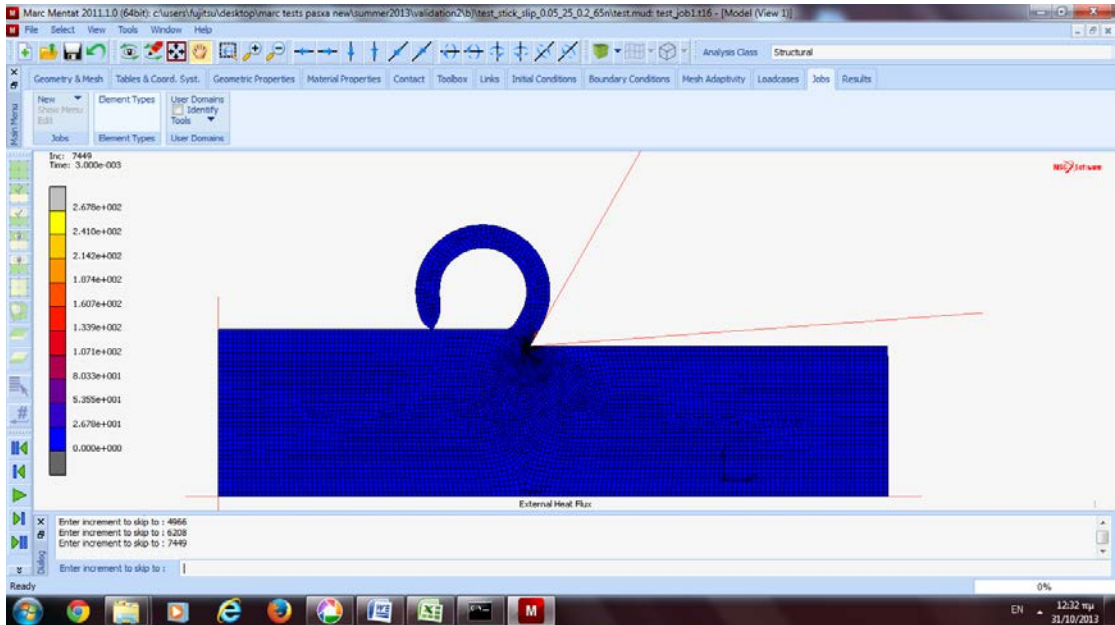 Marc Mentat 2011.1.0 (64bit): c:\users\fujitsu\desktop\marc tests pasxa new\summer2013\validation2\b)\test_stick_slip_0.05_25_0.2_65n\test.mud: test_job1.t16 - [Model (View 1)]
File Select View Tools Window Help
Analysis Class Structural
Geometry & Mesh Tables & Coord. Syst. Geometric Properties Material Properties Contact Toolbox Links Initial Conditions Boundary Conditions Mesh Adaptivity Loadcases Jobs Results
Main Menu
New Element Types User Domains
Show Menu Identify
Edit Tools
Jobs Element Types User Domains
Inc: 7449
Time: 3.000e-003
MSC Software
2.678e+002
2.410e+002
2.142e+002
1.874e+002
1.607e+002
1.339e+002
1.071e+002
8.033e+001
5.355e+001
2.678e+001
0.000e+000
External Heat Flux
1
Dialog
Enter increment to skip to : 4966
Enter increment to skip to : 6208
Enter increment to skip to : 7449
Enter increment to skip to :
Ready
0%
EN
12:32 πμ
31/10/2013